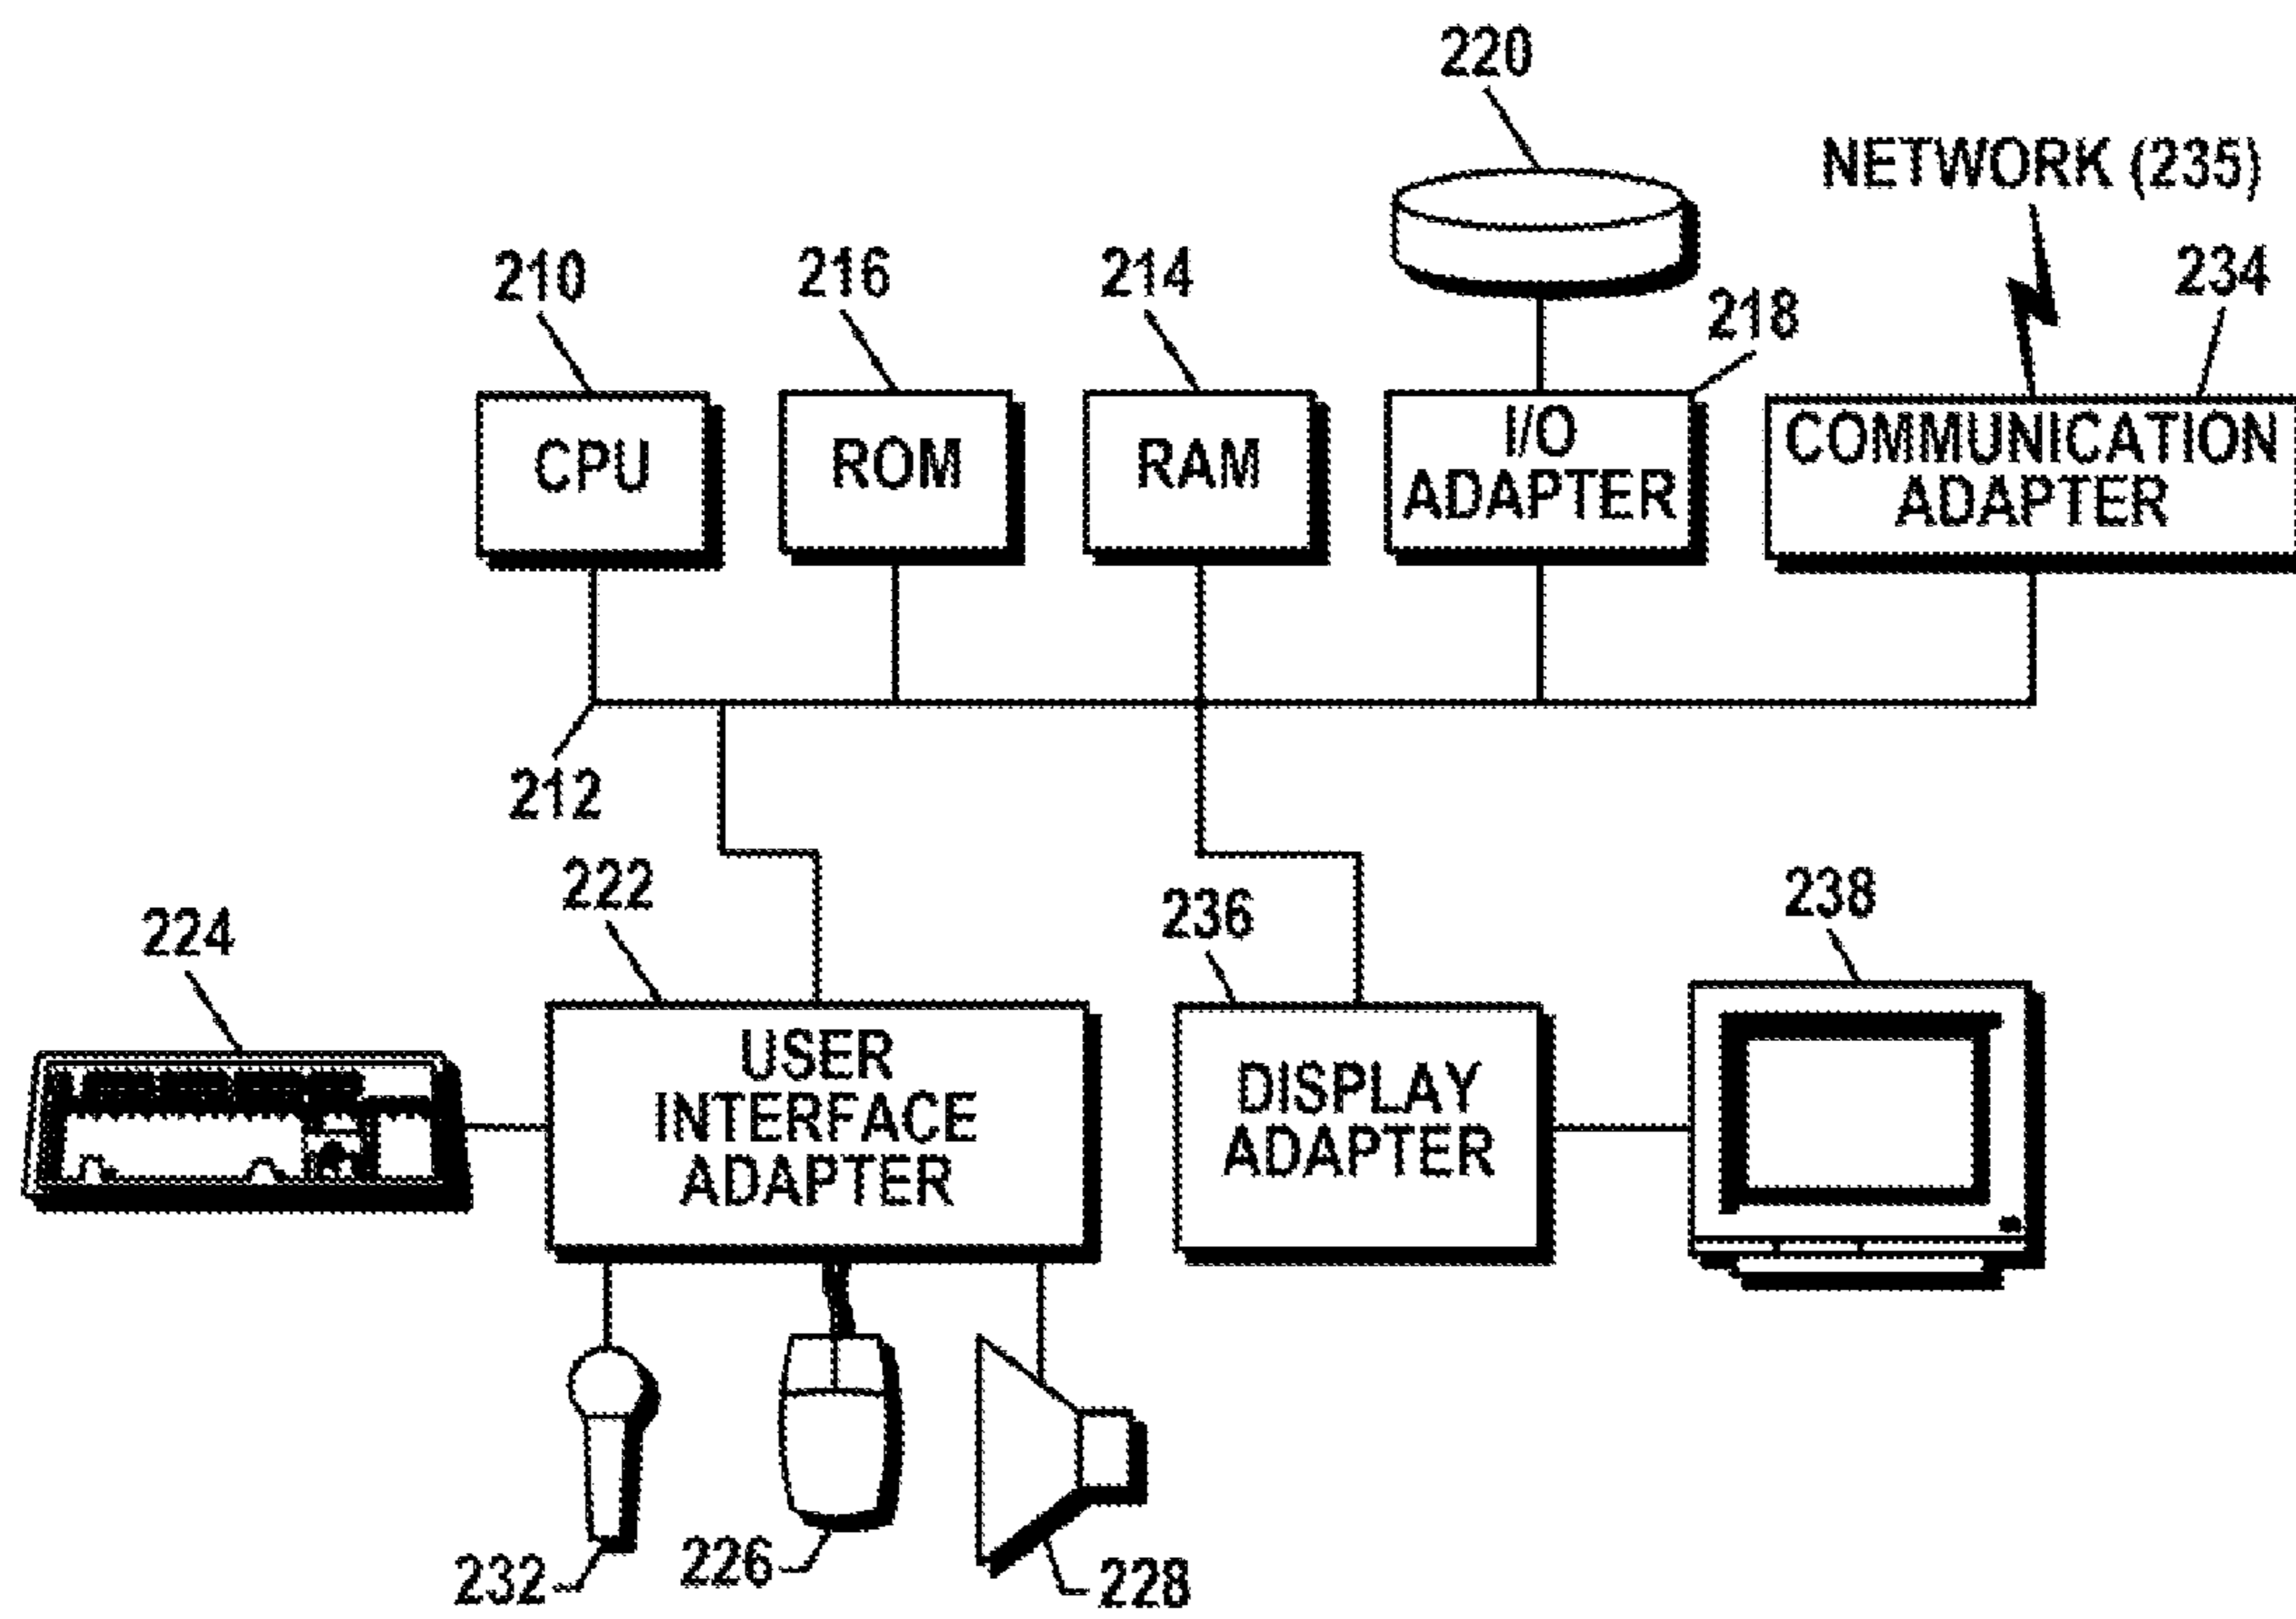 220
NETWORK (235)
210
216
214
218
234
CPU
ROM
RAM
I/O
ADAPTER
COMMUNICATION
ADAPTER
212
222
224
236
238
USER
INTERFACE
ADAPTER
DISPLAY
ADAPTER
232
226
228